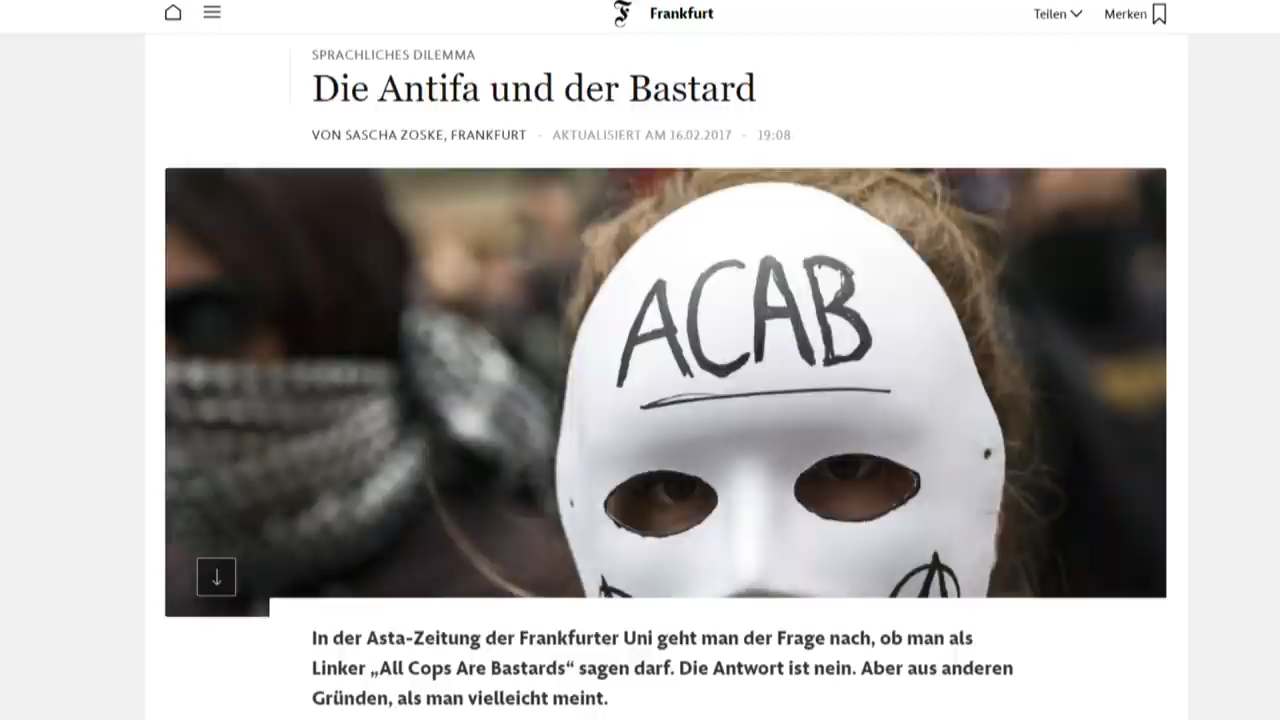 F Frankfurt Teilen Merken
SPRACHLICHES DILEMMA
Die Antifa und der Bastard
VON SASCHA ZOSKE, FRANKFURT - AKTUALISIERT AM 16.02.2017 - 19:08
ACAB
In der Asta-Zeitung der Frankfurter Uni geht man der Frage nach, ob man als
Linker „All Cops Are Bastards“ sagen darf. Die Antwort ist nein. Aber aus anderen
Gründen, als man vielleicht meint.